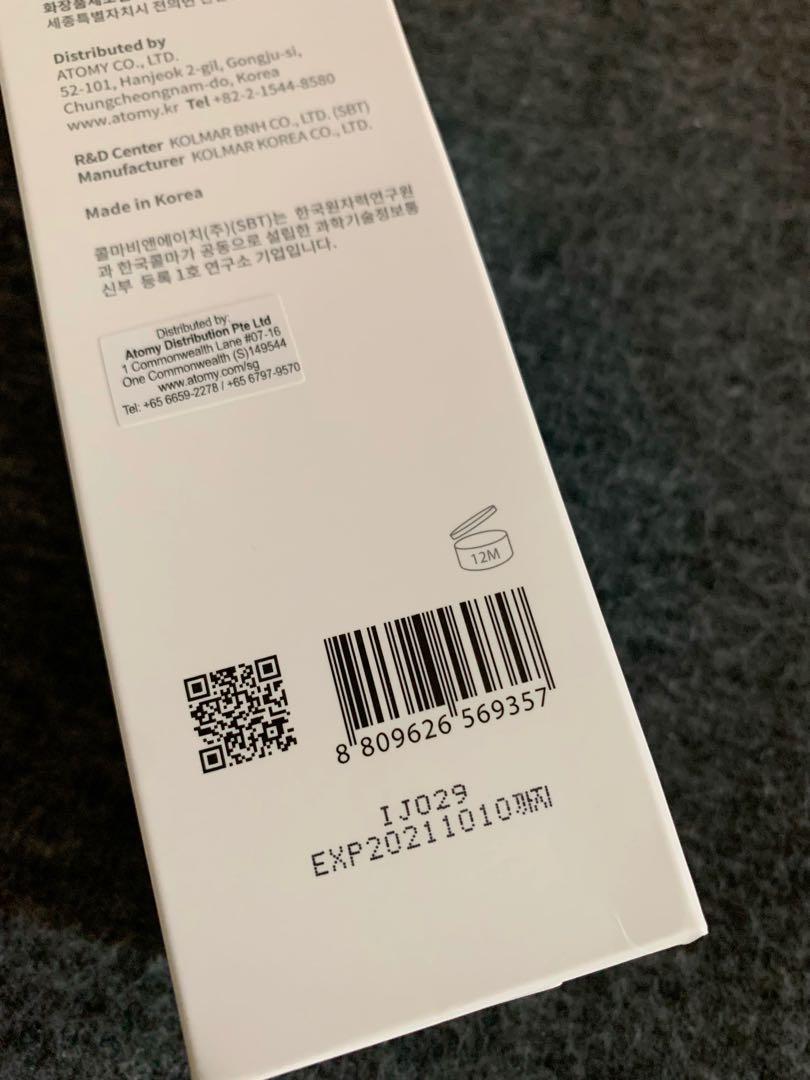 세종특별자치시 전의면
Distributed by
ATOMY CO., LTD.
52-101, Hanjeok 2-gil, Gongju-si,
Chungcheongnam-do, Korea
www.atomy.kr Tel +82-2-1544-8580
R&D Center KOLMAR BNH CO., LTD. (SBT)
Manufacturer KOLMAR KOREA CO., LTD.
Made in Korea
콜마비앤에이치(주)(SBT)는 한국원자력연구원
과 한국콜마가 공동으로 설립한 과학기술정보통
신부 등록 1호 연구소 기업입니다.
Distributed by:
Atomy Distribution Pte Ltd
1 Commonwealth Lane #07-16
One Commonwealth (S)149544
www.atomy.com/sg
Tel: +65 6659-2278 / +65 6797-9570
12M
8 809626 569357
IJ029
EXP20211010까지